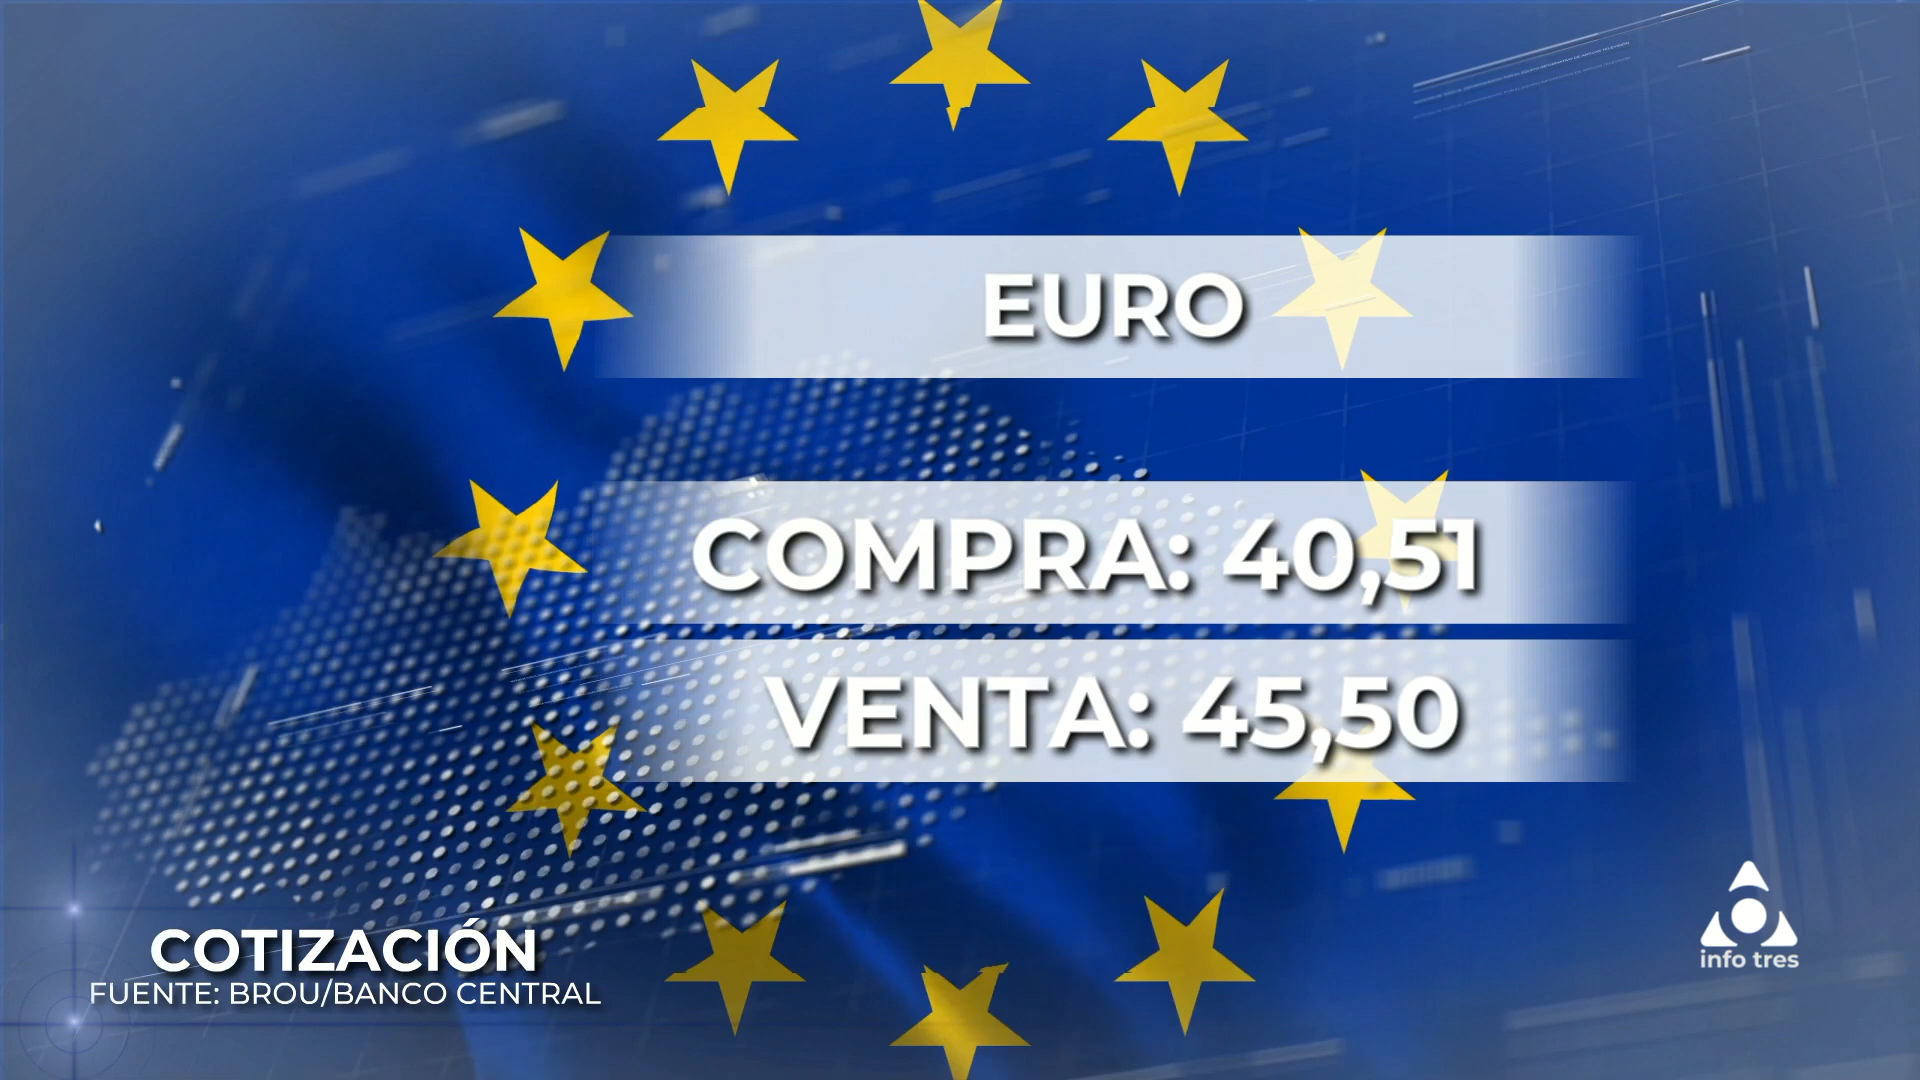 EURO
COMPRA: 40,51
VENTA: 45,50
COTIZACIÓN
FUENTE: BROU/BANCO CENTRAL
info tres